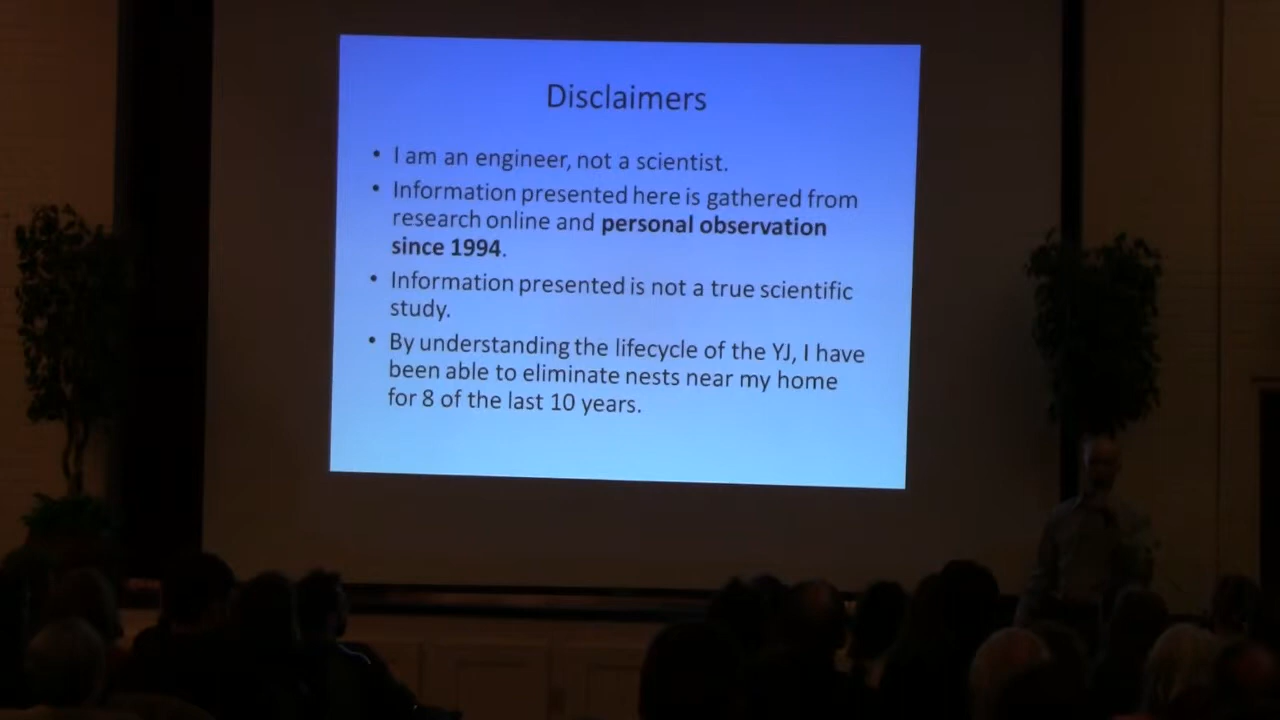 Disclaimers
• I am an engineer, not a scientist.
• Information presented here is gathered from
research online and personal observation
since 1994.
• Information presented is not a true scientific
study.
• By understanding the lifecycle of the YJ, I have
been able to eliminate nests near my home
for 8 of the last 10 years.